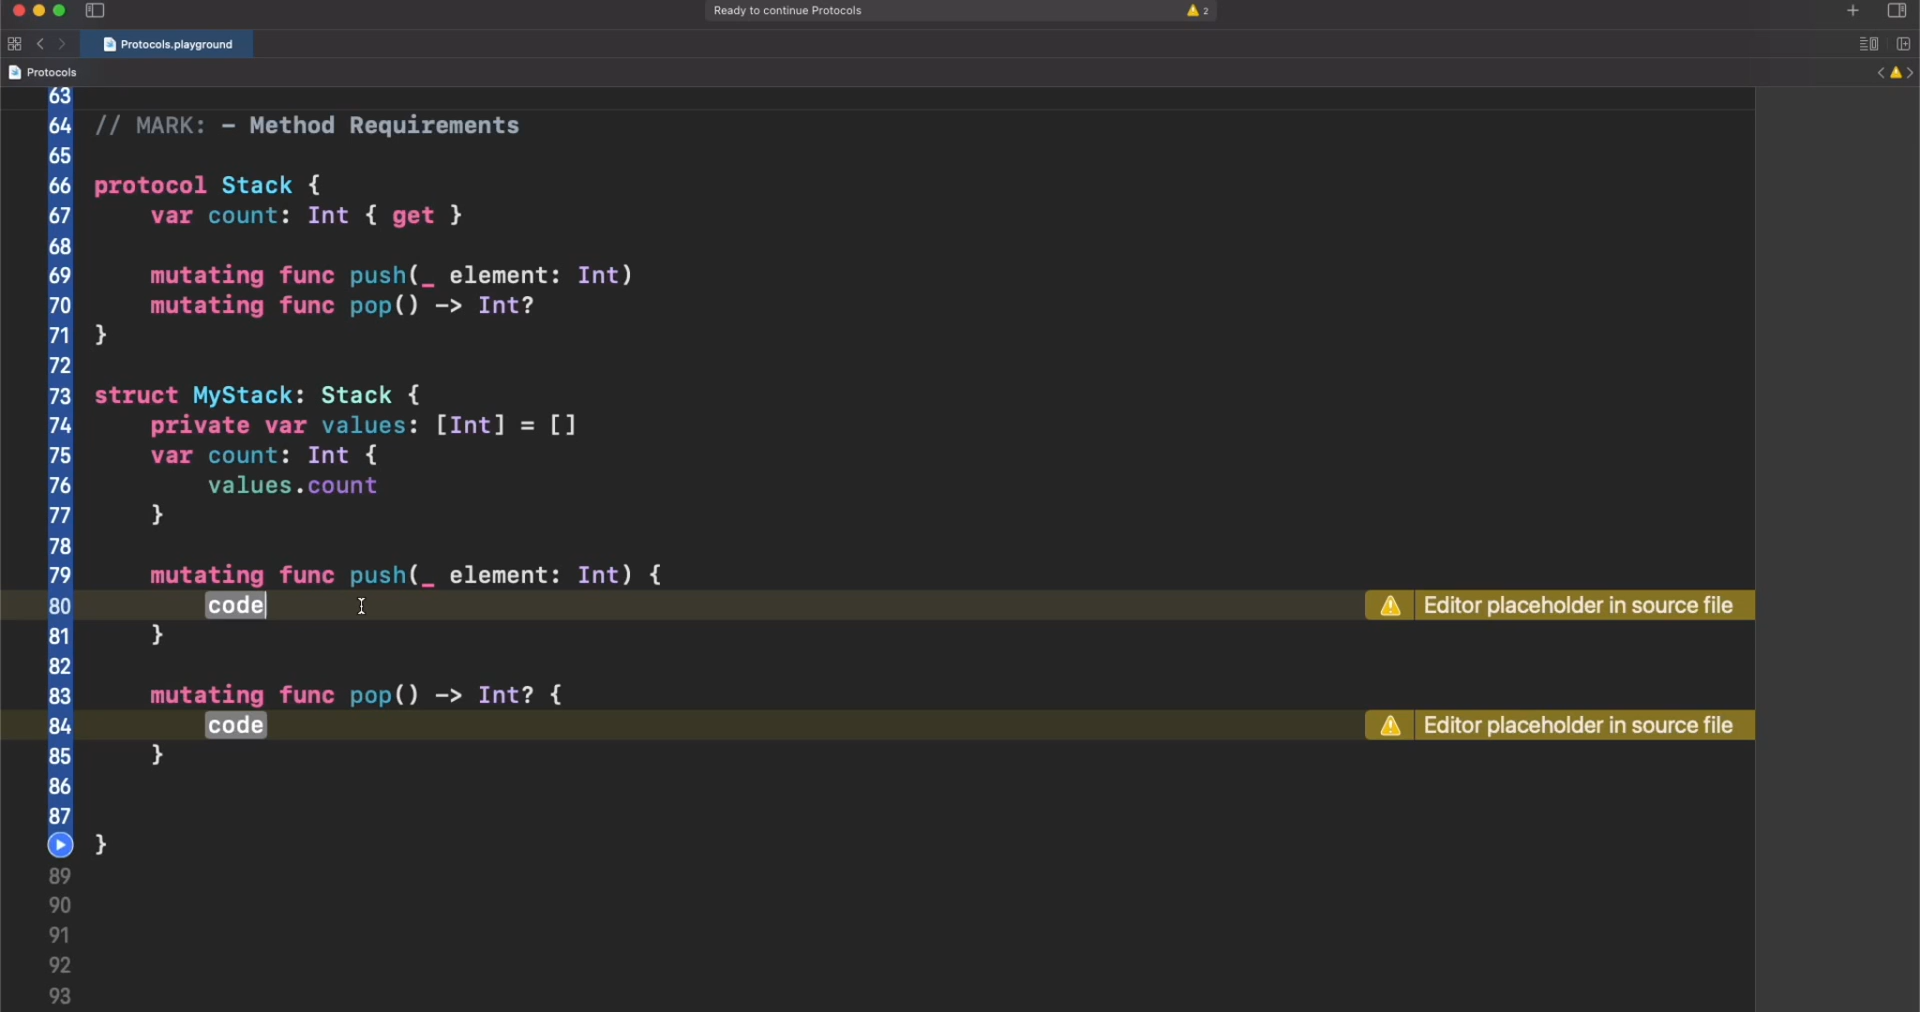 Ready to continue Protocols 2
Protocols.playground
Protocols
63
64 // MARK: - Method Requirements
65
66 protocol Stack {
67 var count: Int { get }
68
69 mutating func push(_ element: Int)
70 mutating func pop() -> Int?
71 }
72
73 struct MyStack: Stack {
74 private var values: [Int] = []
75 var count: Int {
76 values.count
77 }
78
79 mutating func push(_ element: Int) {
80 code Editor placeholder in source file
81 }
82
83 mutating func pop() -> Int? {
84 code Editor placeholder in source file
85 }
86
87
}
89
90
91
92
93